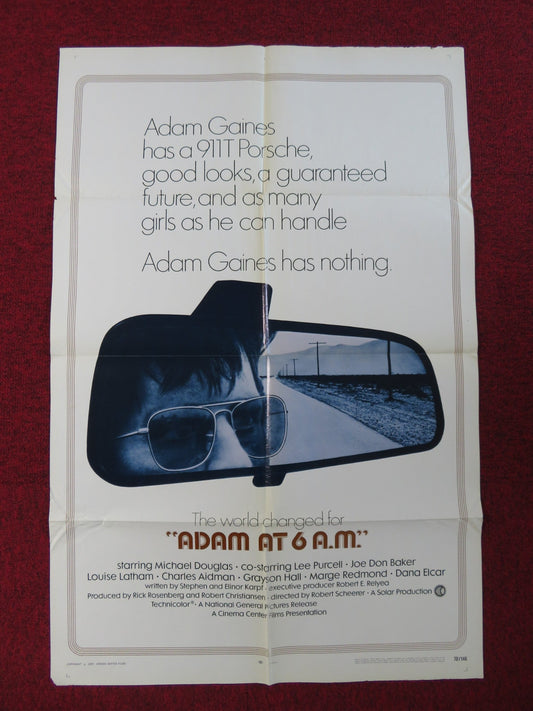 Adam Gaines
has a 911T Porsche,
good looks, a guaranteed
future, and as many
girls as he can handle
Adam Gaines has nothing.
The world changed for
"ADAM AT 6 A.M."
starring Michael Douglas · co-starring Lee Purcell · Joe Don Baker
Louise Latham · Charles Aidman · Grayson Hall · Marge Redmond · Dana Elcar
written by Stephen and Elinor Karpf · executive producer Robert E. Relyea
Produced by Rick Rosenberg and Robert Christiansen · directed by Robert Scheerer · A Solar Production
Technicolor® · A National General Pictures Release
A Cinema Center Films Presentation
70/146